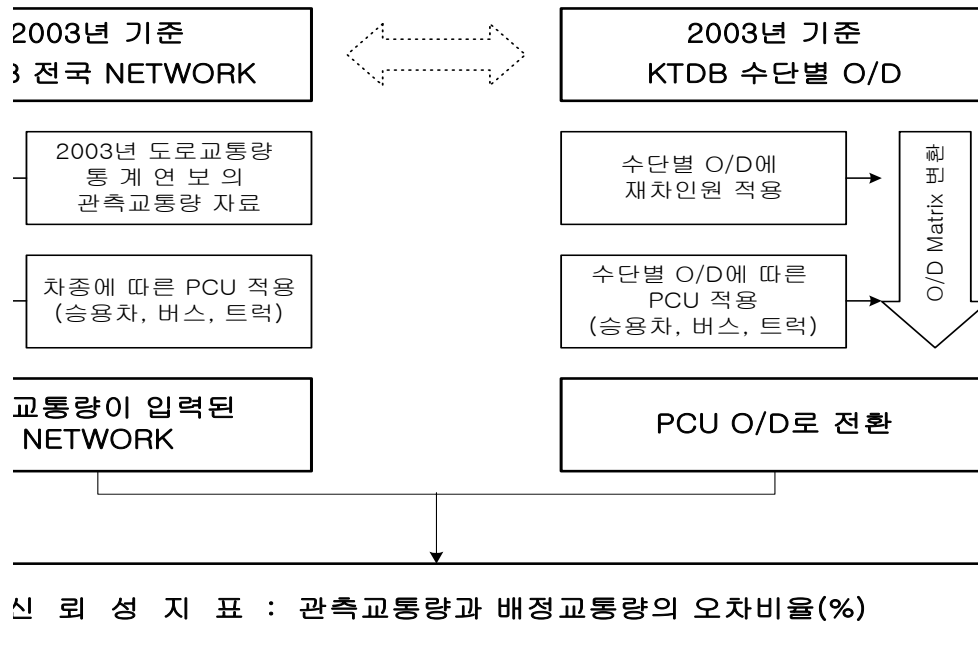 2003년 기준
전국 NETWORK
2003년 도로교통량
통 계 연 보 의
관측교통량 자료
차종에 따른 PCU 적용
(승용차, 버스, 트럭)
교통량이 입력된
NETWORK
2003년 기준
KTDB 수단별 O/D
수단별 O/D에
재차인원 적용
수단별 O/D에 따른
PCU 적용
(승용차, 버스, 트럭)
O/D Matrix 변환
PCU O/D로 전환
신 뢰 성 지 표 : 관측교통량과 배정교통량의 오차비율(%)